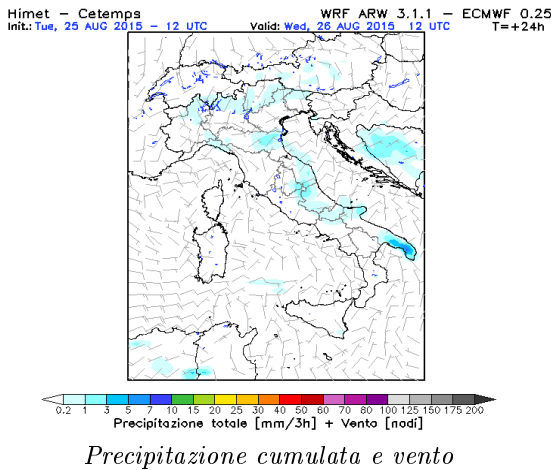 Himet – Cetemps WRF ARW 3.1.1 – ECMWF 0.25
Init.: Tue, 25 AUG 2015 – 12 UTC Valid: Wed, 26 AUG 2015 12 UTC T=+24h
0.2 1 3 5 7 10 15 20 25 30 40 50 60 70 80 100 125 150 175 200
Precipitazione totale [mm/3h] + Vento [nodi]
Precipitazione cumulata e vento